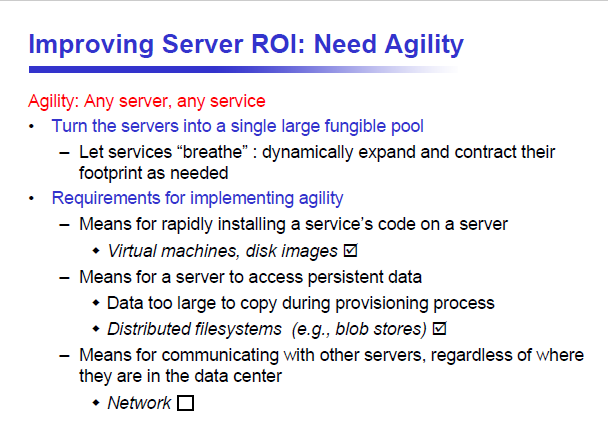 Improving Server ROI: Need Agility
Agility: Any server, any service
• Turn the servers into a single large fungible pool
– Let services “breathe” : dynamically expand and contract their
footprint as needed
• Requirements for implementing agility
– Means for rapidly installing a service’s code on a server
◆ Virtual machines, disk images ☑
– Means for a server to access persistent data
◆ Data too large to copy during provisioning process
◆ Distributed filesystems (e.g., blob stores) ☑
– Means for communicating with other servers, regardless of where
they are in the data center
◆ Network ☐